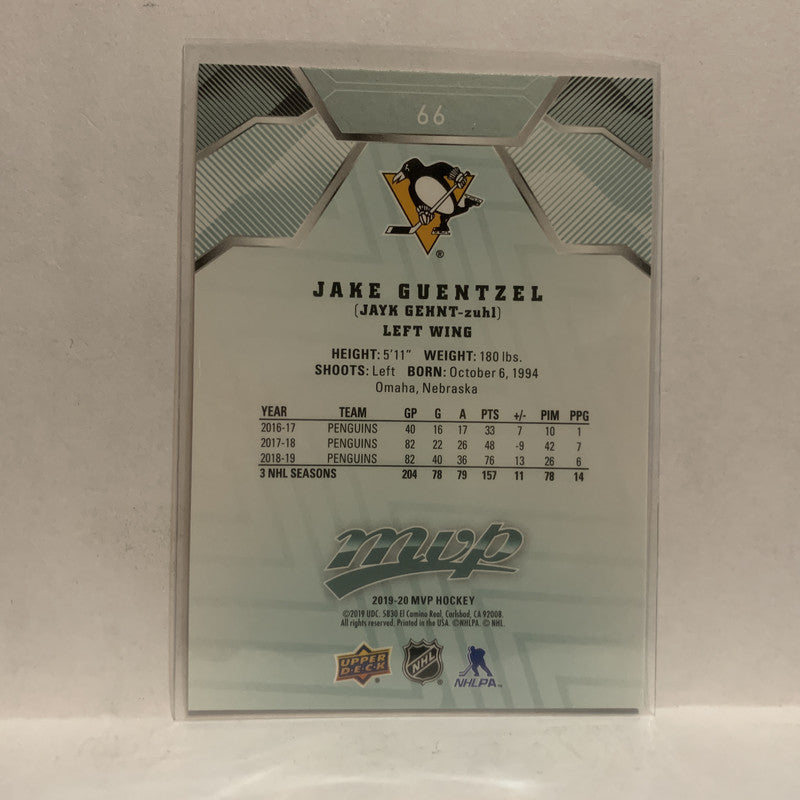 66
JAKE GUENTZEL
(JAYK GEHNT-zuhl)
LEFT WING
HEIGHT: 5'11" WEIGHT: 180 lbs.
SHOOTS: Left BORN: October 6, 1994
Omaha, Nebraska
YEAR TEAM GP G A PTS +/- PIM PPG
2016-17 PENGUINS 40 16 17 33 7 10 1
2017-18 PENGUINS 82 22 26 48 -9 42 7
2018-19 PENGUINS 82 40 36 76 13 26 6
3 NHL SEASONS 204 78 79 157 11 78 14
mvp
2019-20 MVP HOCKEY
©2019 UDC. 5830 El Camino Real, Carlsbad, CA 92008.
All rights reserved. Printed in the USA. ©NHLPA. © NHL.
UPPER DECK NHL NHLPA